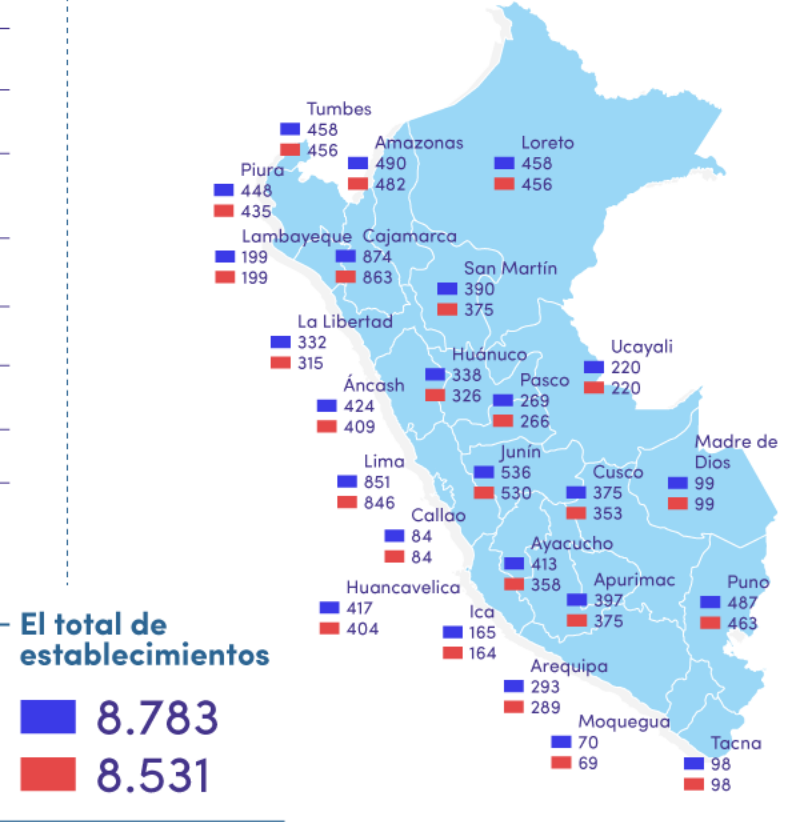 Tumbes
458
456
Amazonas
490
482
Loreto
458
456
Piura
448
435
Lambayeque
199
199
Cajamarca
874
863
San Martín
390
375
La Libertad
332
315
Huánuco
338
326
Ucayali
220
220
Pasco
269
266
Áncash
424
409
Junín
536
530
Madre de
Dios
99
99
Lima
851
846
Cusco
375
353
Callao
84
84
Ayacucho
413
358
Apurimac
397
375
Puno
487
463
Huancavelica
417
404
Ica
165
164
Arequipa
293
289
Moquegua
70
69
Tacna
98
98
El total de
establecimientos
8.783
8.531